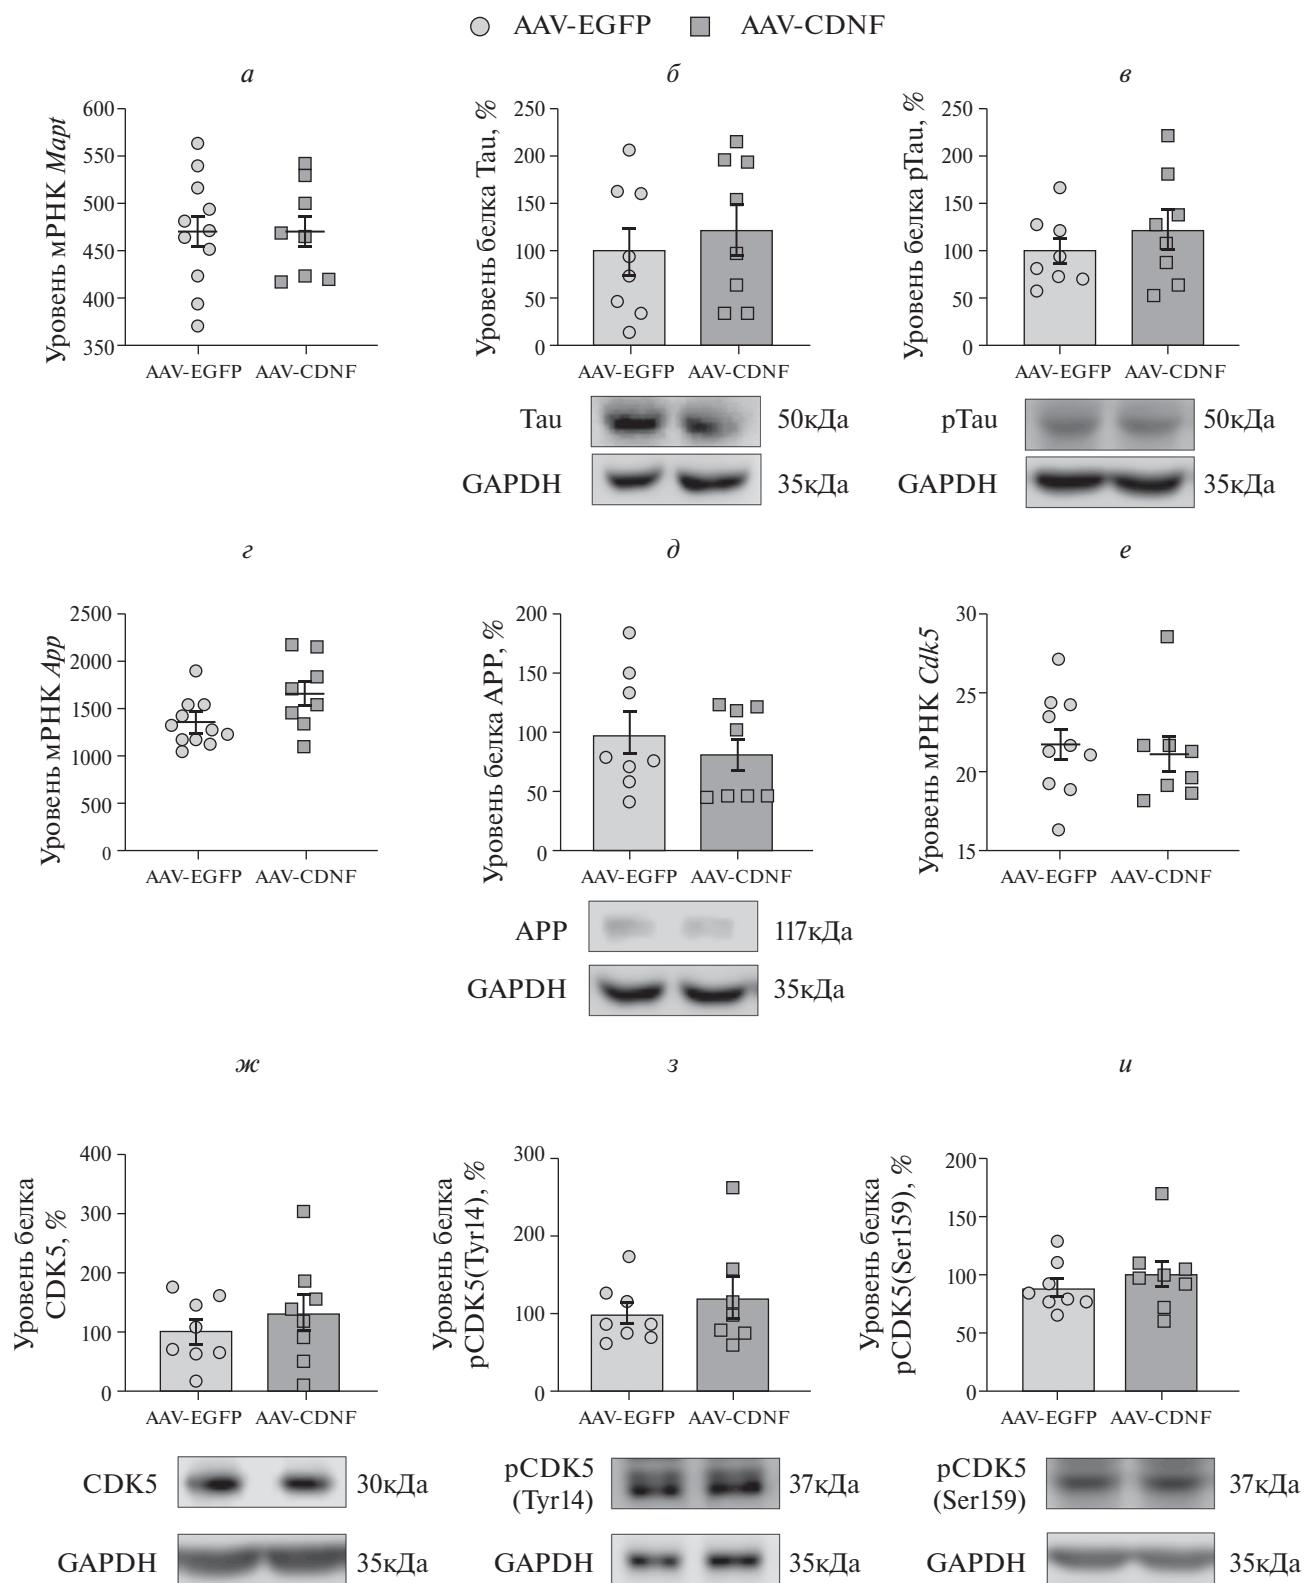 AAV-EGFP AAV-CDNF
а б в
Уровень мРНК Mapt
600
550
500
450
400
350
AAV-EGFP AAV-CDNF
Уровень белка Tau, %
250
200
150
100
50
0
AAV-EGFP AAV-CDNF
Tau 50кДа
GAPDH 35кДа
Уровень белка pTau, %
250
200
150
100
50
0
AAV-EGFP AAV-CDNF
pTau 50кДа
GAPDH 35кДа
г д е
Уровень мРНК App
2500
2000
1500
1000
500
0
AAV-EGFP AAV-CDNF
Уровень белка APP, %
200
150
100
50
0
AAV-EGFP AAV-CDNF
APP 117кДа
GAPDH 35кДа
Уровень мРНК Cdk5
30
25
20
15
AAV-EGFP AAV-CDNF
ж з и
Уровень белка
CDK5, %
400
300
200
100
0
AAV-EGFP AAV-CDNF
CDK5 30кДа
GAPDH 35кДа
Уровень белка
pCDK5(Tyr14), %
300
200
100
0
AAV-EGFP AAV-CDNF
pCDK5
(Tyr14) 37кДа
GAPDH 35кДа
Уровень белка
pCDK5(Ser159), %
200
150
100
50
0
AAV-EGFP AAV-CDNF
pCDK5
(Ser159) 37кДа
GAPDH 35кДа